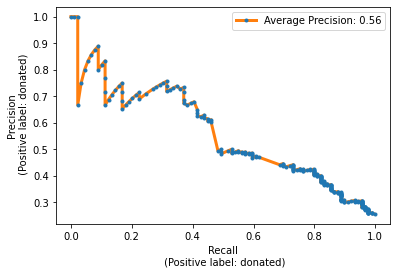 Average Precision: 0.56
Precision
(Positive label: donated)
1.0
0.9
0.8
0.7
0.6
0.5
0.4
0.3
0.0 0.2 0.4 0.6 0.8 1.0
Recall
(Positive label: donated)